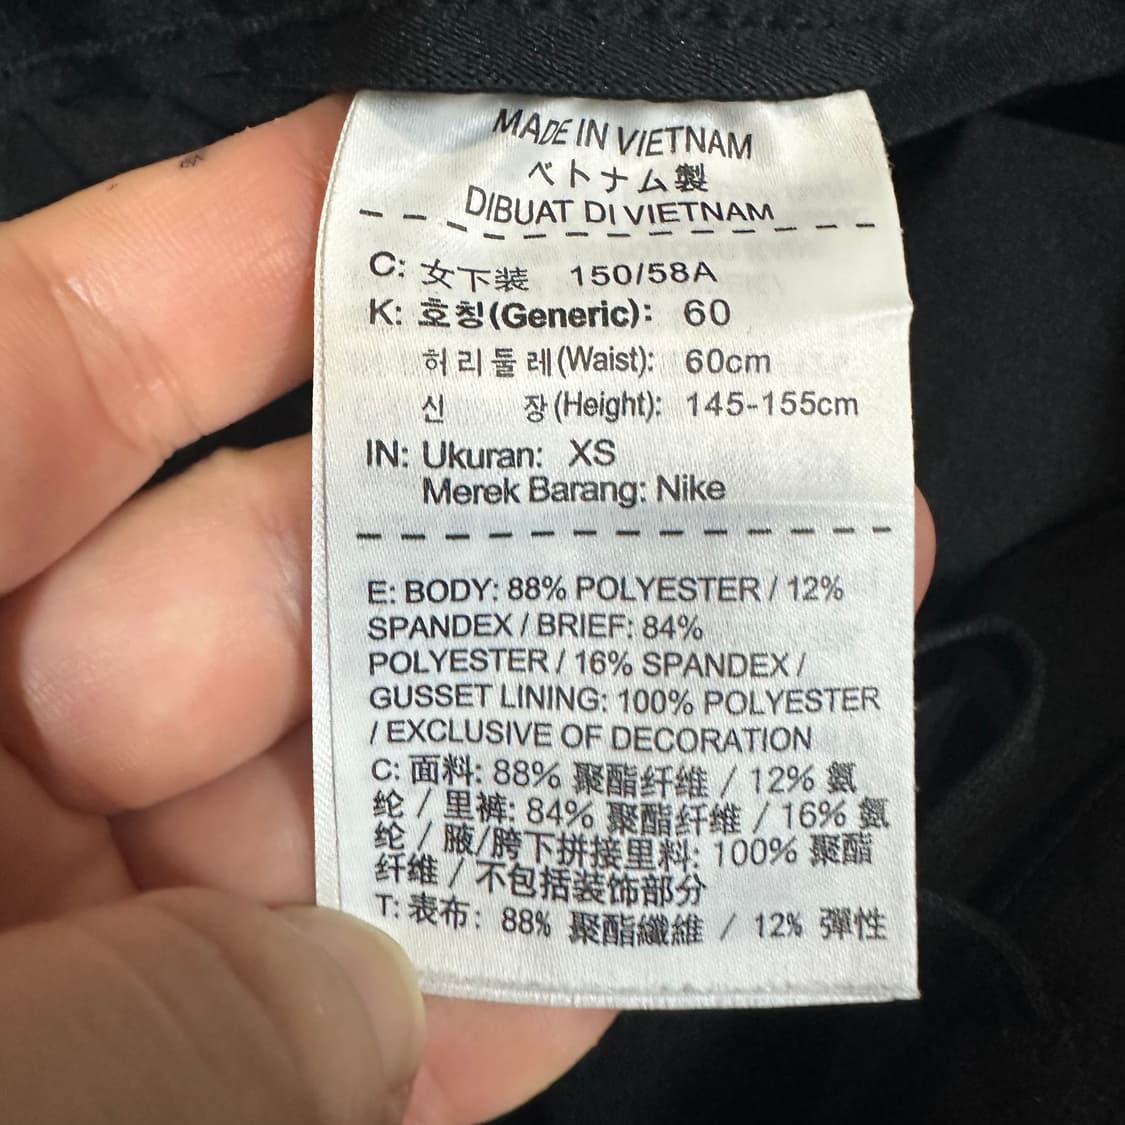 MADE IN VIETNAM
ベトナム製
DIBUAT DI VIETNAM
C: 女下装 150/58A
K: 호칭(Generic): 60
허리둘레(Waist): 60cm
신 장(Height): 145-155cm
IN: Ukuran: XS
Merek Barang: Nike
E: BODY: 88% POLYESTER / 12%
SPANDEX / BRIEF: 84%
POLYESTER / 16% SPANDEX /
GUSSET LINING: 100% POLYESTER
/ EXCLUSIVE OF DECORATION
C: 面料: 88% 聚酯纤维 / 12% 氨
纶 / 里裤: 84% 聚酯纤维 / 16% 氨
纶 / 腋/胯下拼接里料: 100% 聚酯
纤维 / 不包括装饰部分
T: 表布: 88% 聚酯纖維 / 12% 彈性